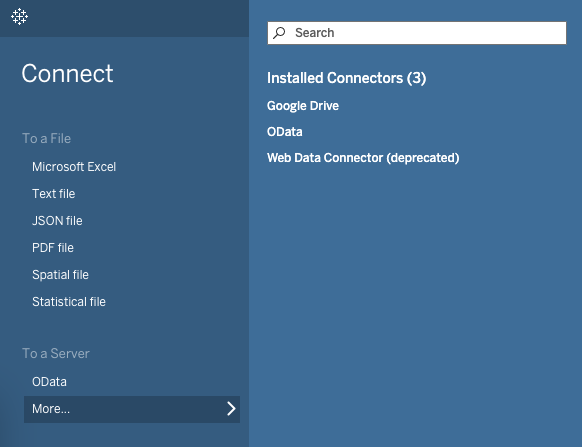 Connect
To a File
Microsoft Excel
Text file
JSON file
PDF file
Spatial file
Statistical file
To a Server
OData
More...
Search
Installed Connectors (3)
Google Drive
OData
Web Data Connector (deprecated)